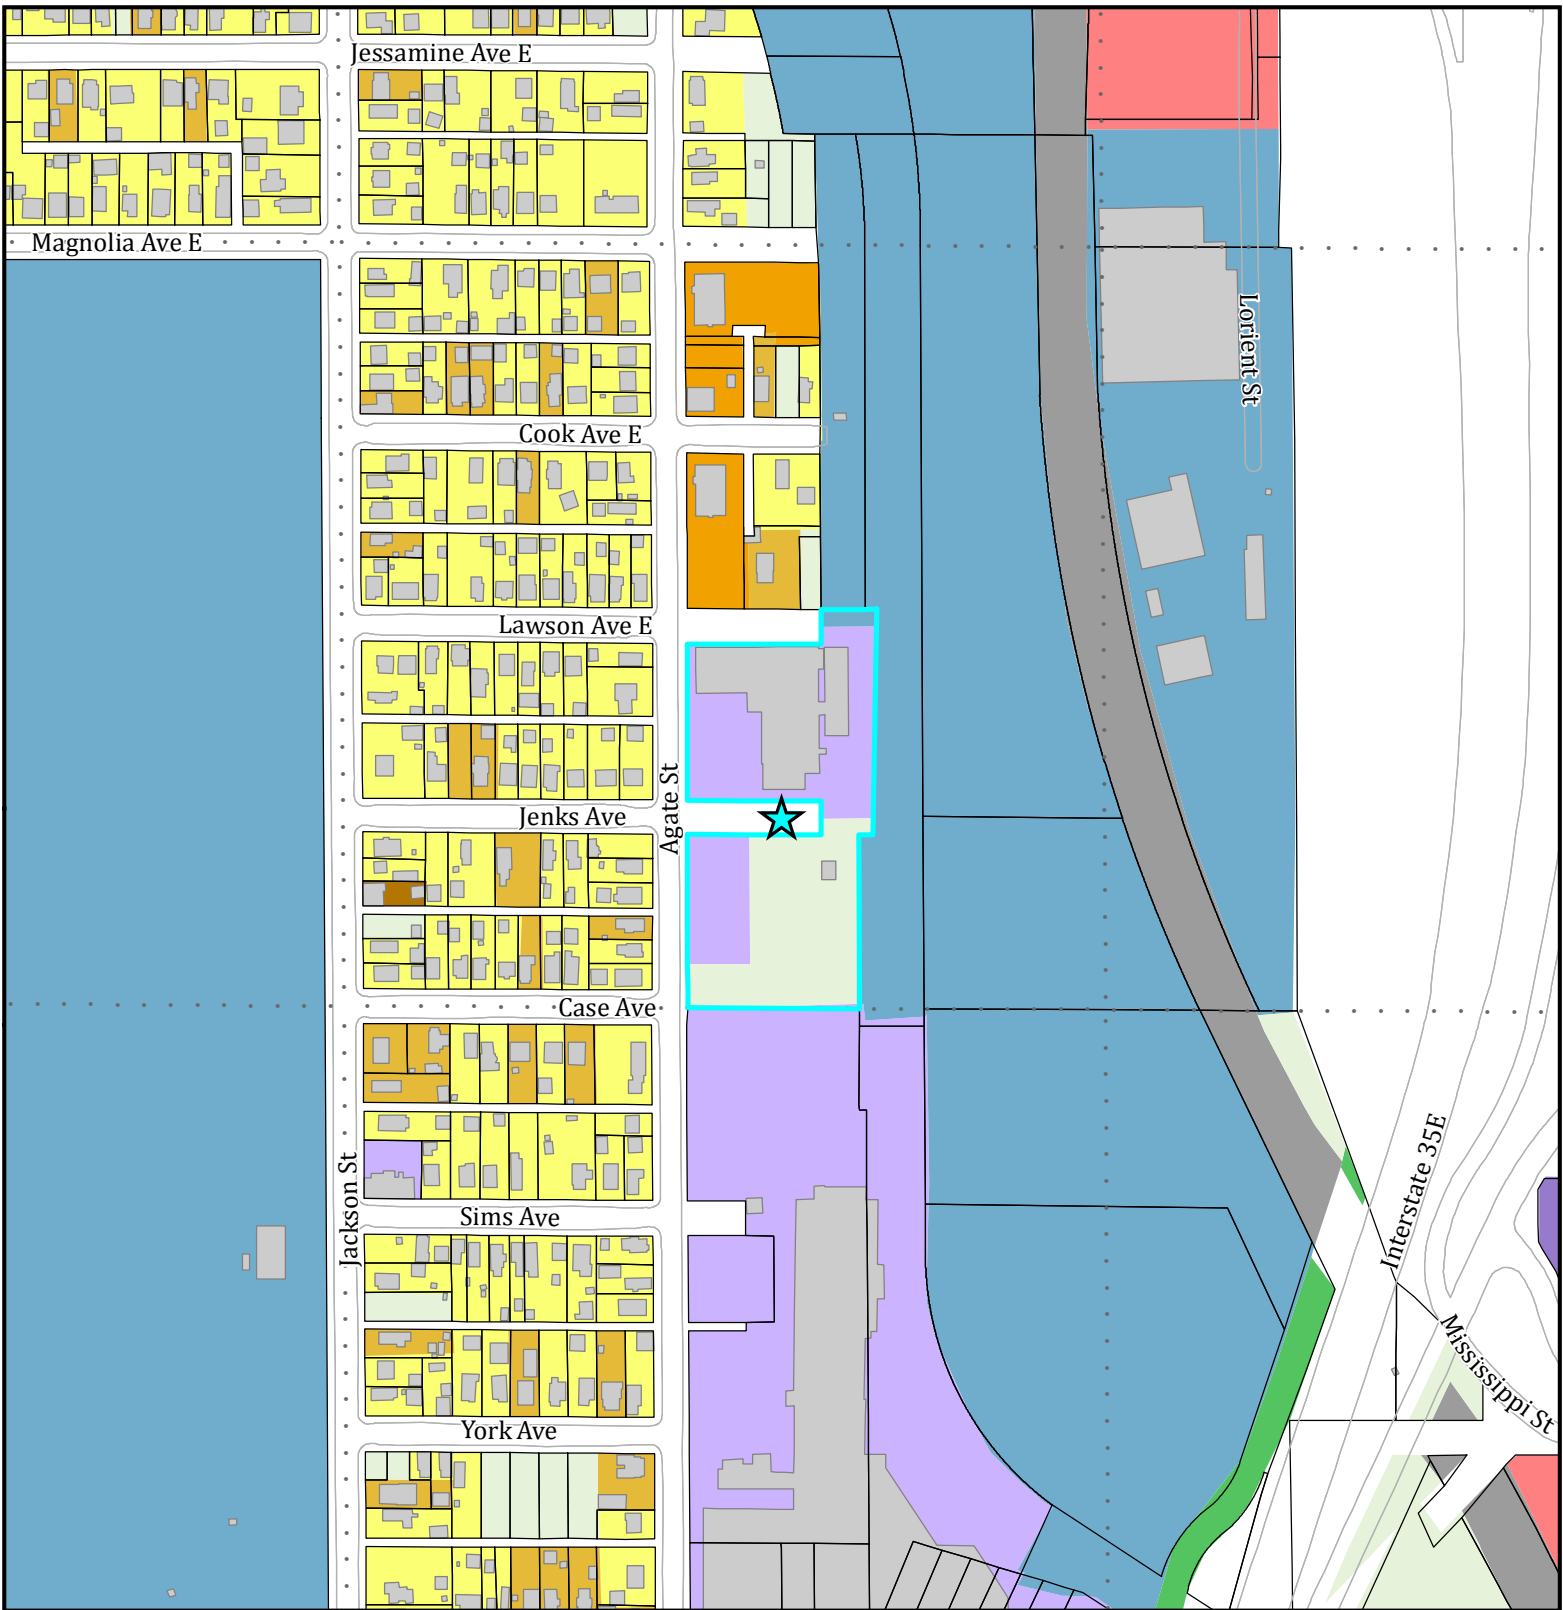 Jessamine Ave E
Magnolia Ave E
Lorient St
Cook Ave E
Lawson Ave E
Agate St
Jenks Ave
Case Ave
Interstate 35E
Jackson St
Sims Ave
Mississippi St
York Ave